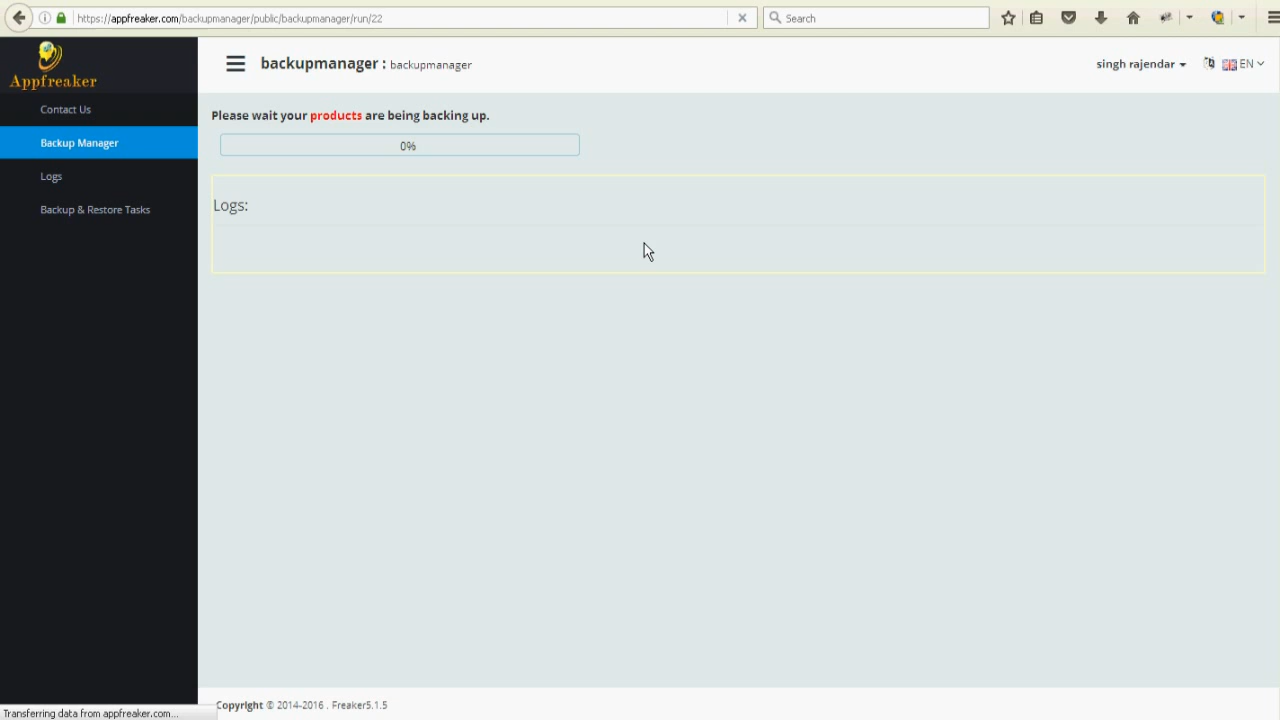 https://appfreaker.com/backupmanager/public/backupmanager/run/22
Search
Appfreaker
backupmanager : backupmanager
singh rajendar
EN
Contact Us
Backup Manager
Logs
Backup & Restore Tasks
Please wait your products are being backing up.
0%
Logs:
Copyright © 2014-2016 . Freaker5.1.5
Transferring data from appfreaker.com...